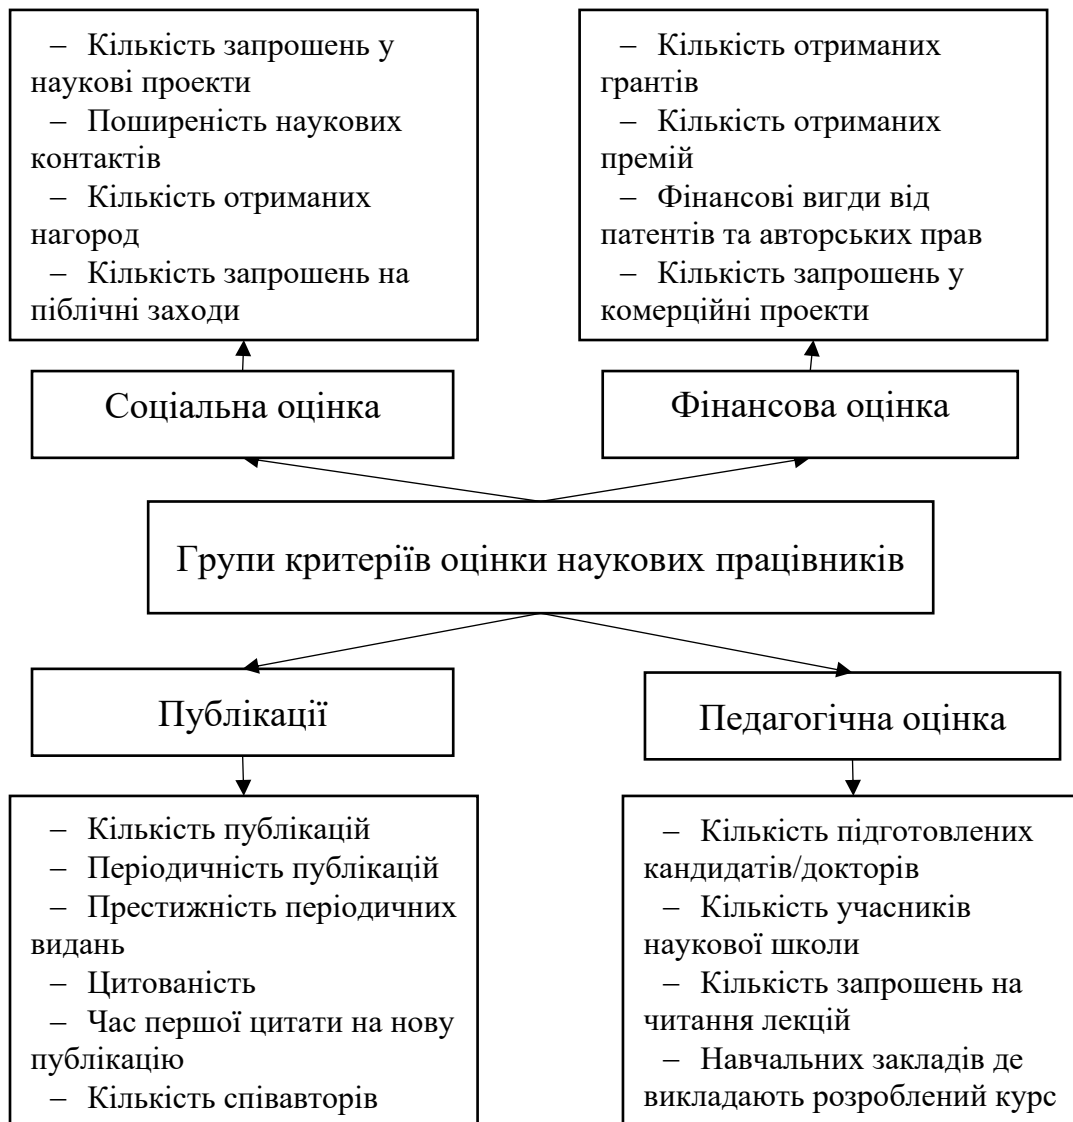 – Кількість запрошень у
наукові проекти
– Поширеність наукових
контактів
– Кількість отриманих
нагород
– Кількість запрошень на
піблічні заходи
– Кількість отриманих
грантів
– Кількість отриманих
премій
– Фінансові вигди від
патентів та авторських прав
– Кількість запрошень у
комерційні проекти
Соціальна оцінка
Фінансова оцінка
Групи критеріїв оцінки наукових працівників
Публікації
Педагогічна оцінка
– Кількість публікацій
– Періодичність публікацій
– Престижність періодичних
видань
– Цитованість
– Час першої цитати на нову
публікацію
– Кількість співавторів
– Кількість підготовлених
кандидатів/докторів
– Кількість учасників
наукової школи
– Кількість запрошень на
читання лекцій
– Навчальних закладів де
викладають розроблений курс